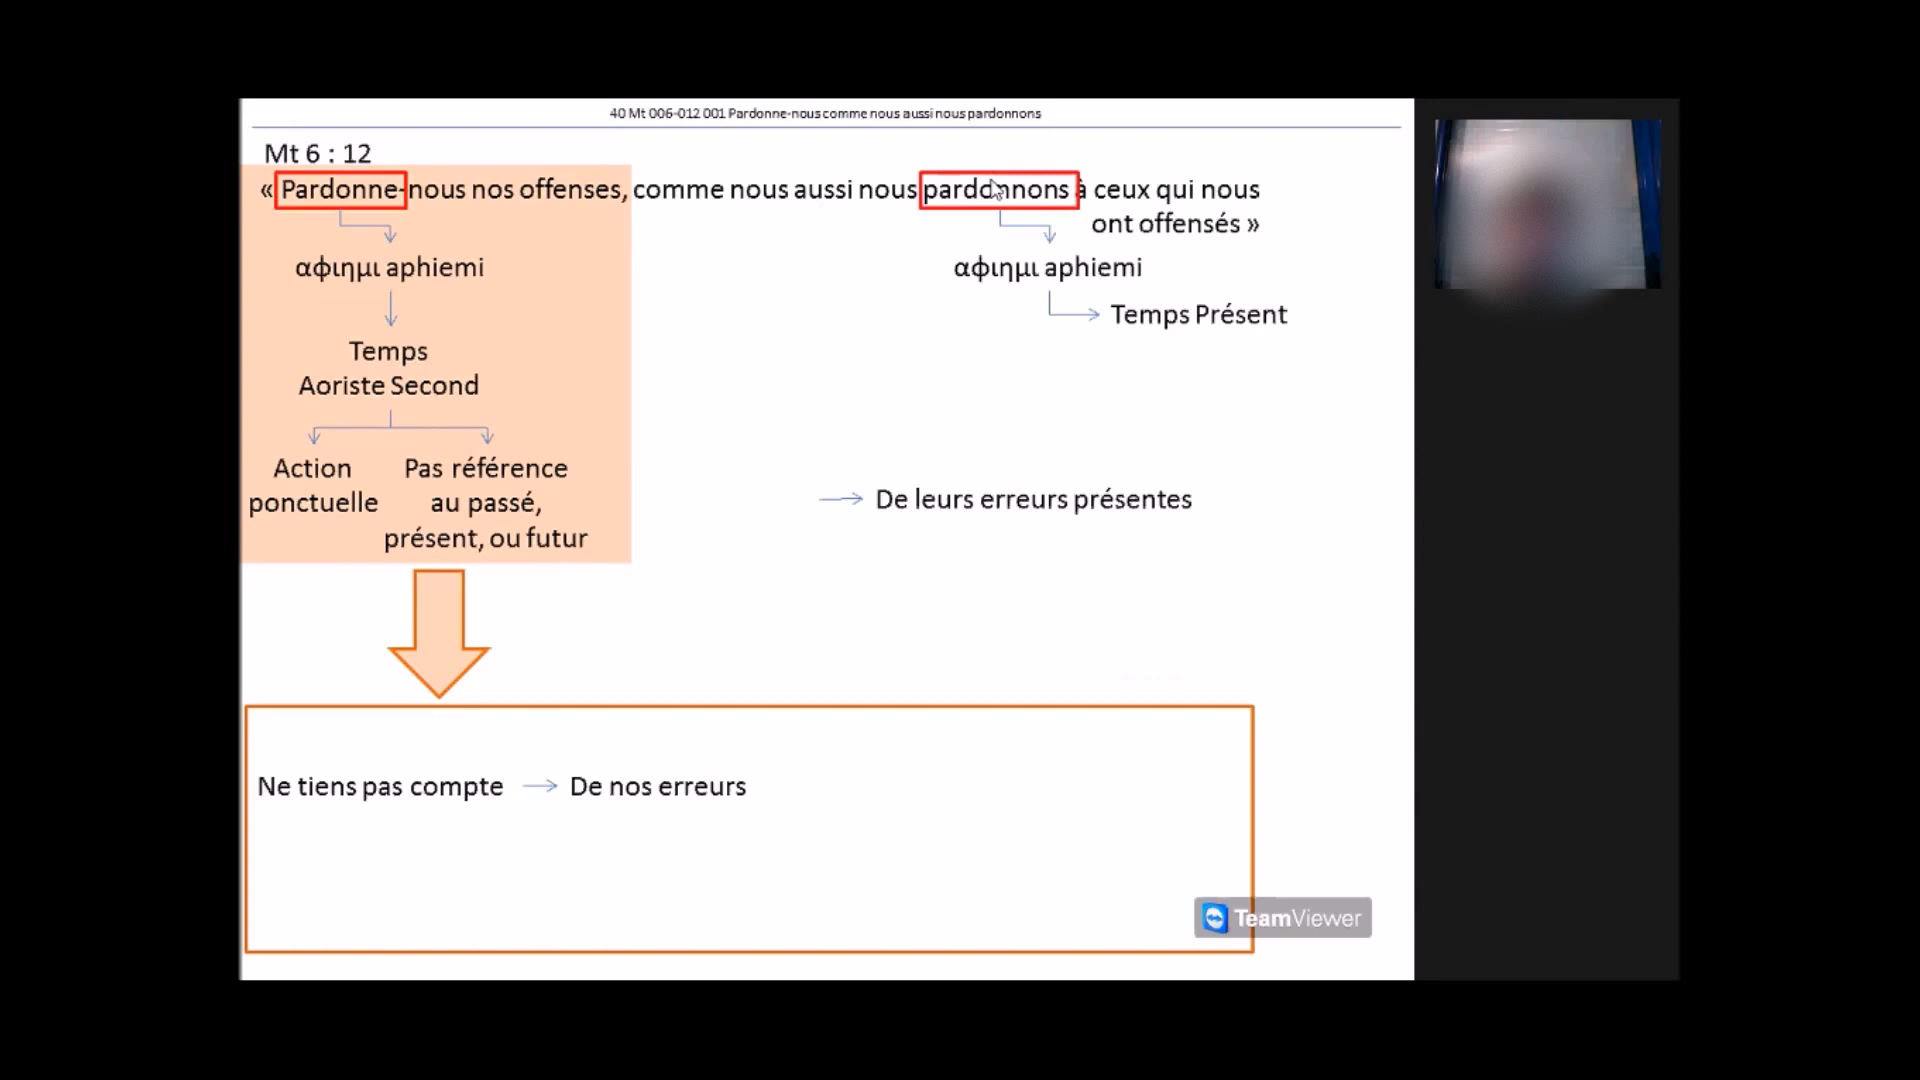 40 Mt 006-012 001 Pardonne-nous comme nous aussi nous pardonnons
Mt 6 : 12
« Pardonne-nous nos offenses, comme nous aussi nous pardonnons à ceux qui nous
ont offensés »
αφιημι aphiemi
αφιημι aphiemi
Temps Présent
Temps
Aoriste Second
Action
ponctuelle
Pas référence
au passé,
présent, ou futur
De leurs erreurs présentes
Ne tiens pas compte
De nos erreurs
TeamViewer